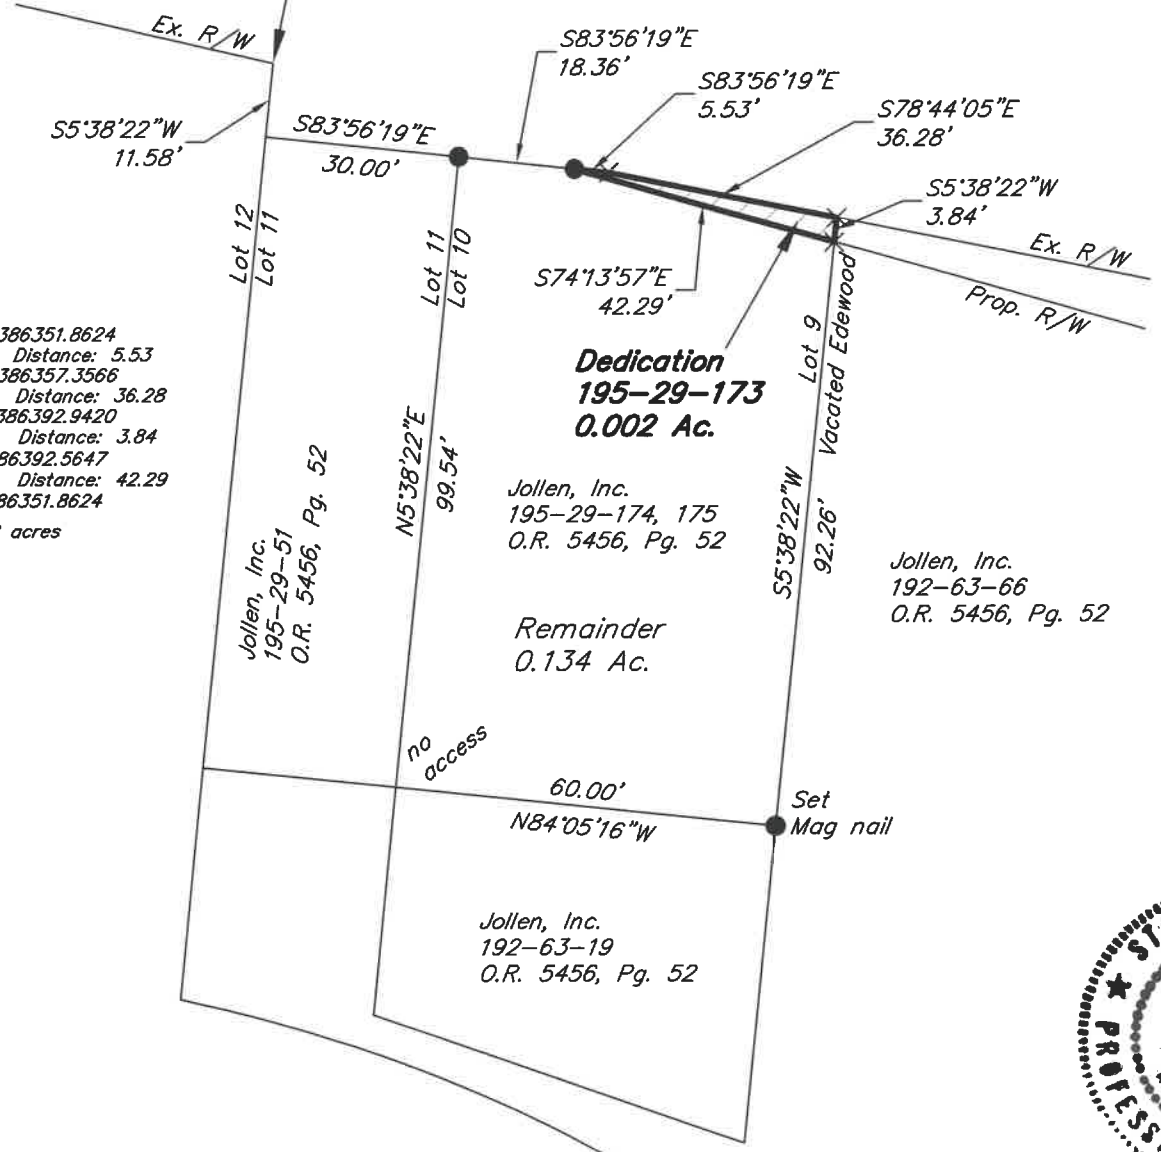 Ex. R/W
S83°56'19"E
18.36'
S83°56'19"E
5.53'
S78°44'05"E
36.28'
S5°38'22"W
11.58'
S83°56'19"E
30.00'
S5°38'22"W
3.84'
Ex. R/W
Prop. R/W
Lot 12
Lot 11
Lot 11
Lot 10
S74°13'57"E
42.29'
Lot 9
Vacated Edewood
386351.8624
Distance: 5.53
386357.3566
Distance: 36.28
386392.9420
Distance: 3.84
86392.5647
Distance: 42.29
86351.8624
acres
Dedication
195-29-173
0.002 Ac.
N5°38'22"E
99.54'
Jollen, Inc.
195-29-51
O.R. 5456, Pg. 52
Jollen, Inc.
195-29-174, 175
O.R. 5456, Pg. 52
S5°38'22"W
92.26'
Jollen, Inc.
192-63-66
O.R. 5456, Pg. 52
Remainder
0.134 Ac.
no
access
60.00'
N84°05'16"W
Set
Mag nail
Jollen, Inc.
192-63-19
O.R. 5456, Pg. 52
★ ST
PROFESS